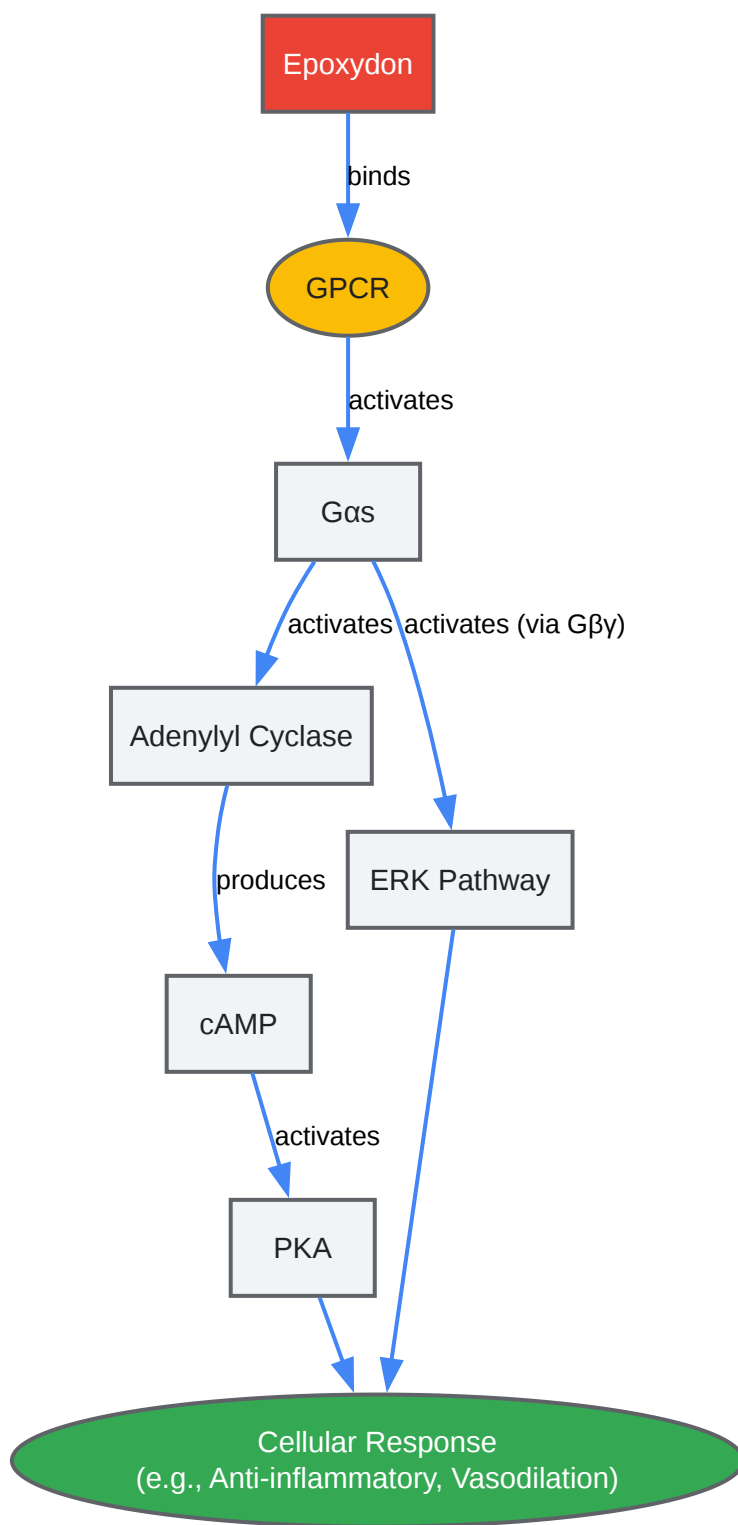 Epoxydon
binds
GPCR
activates
Gαs
activates
activates (via Gβγ)
Adenylyl Cyclase
ERK Pathway
produces
cAMP
activates
PKA
Cellular Response
(e.g., Anti-inflammatory, Vasodilation)